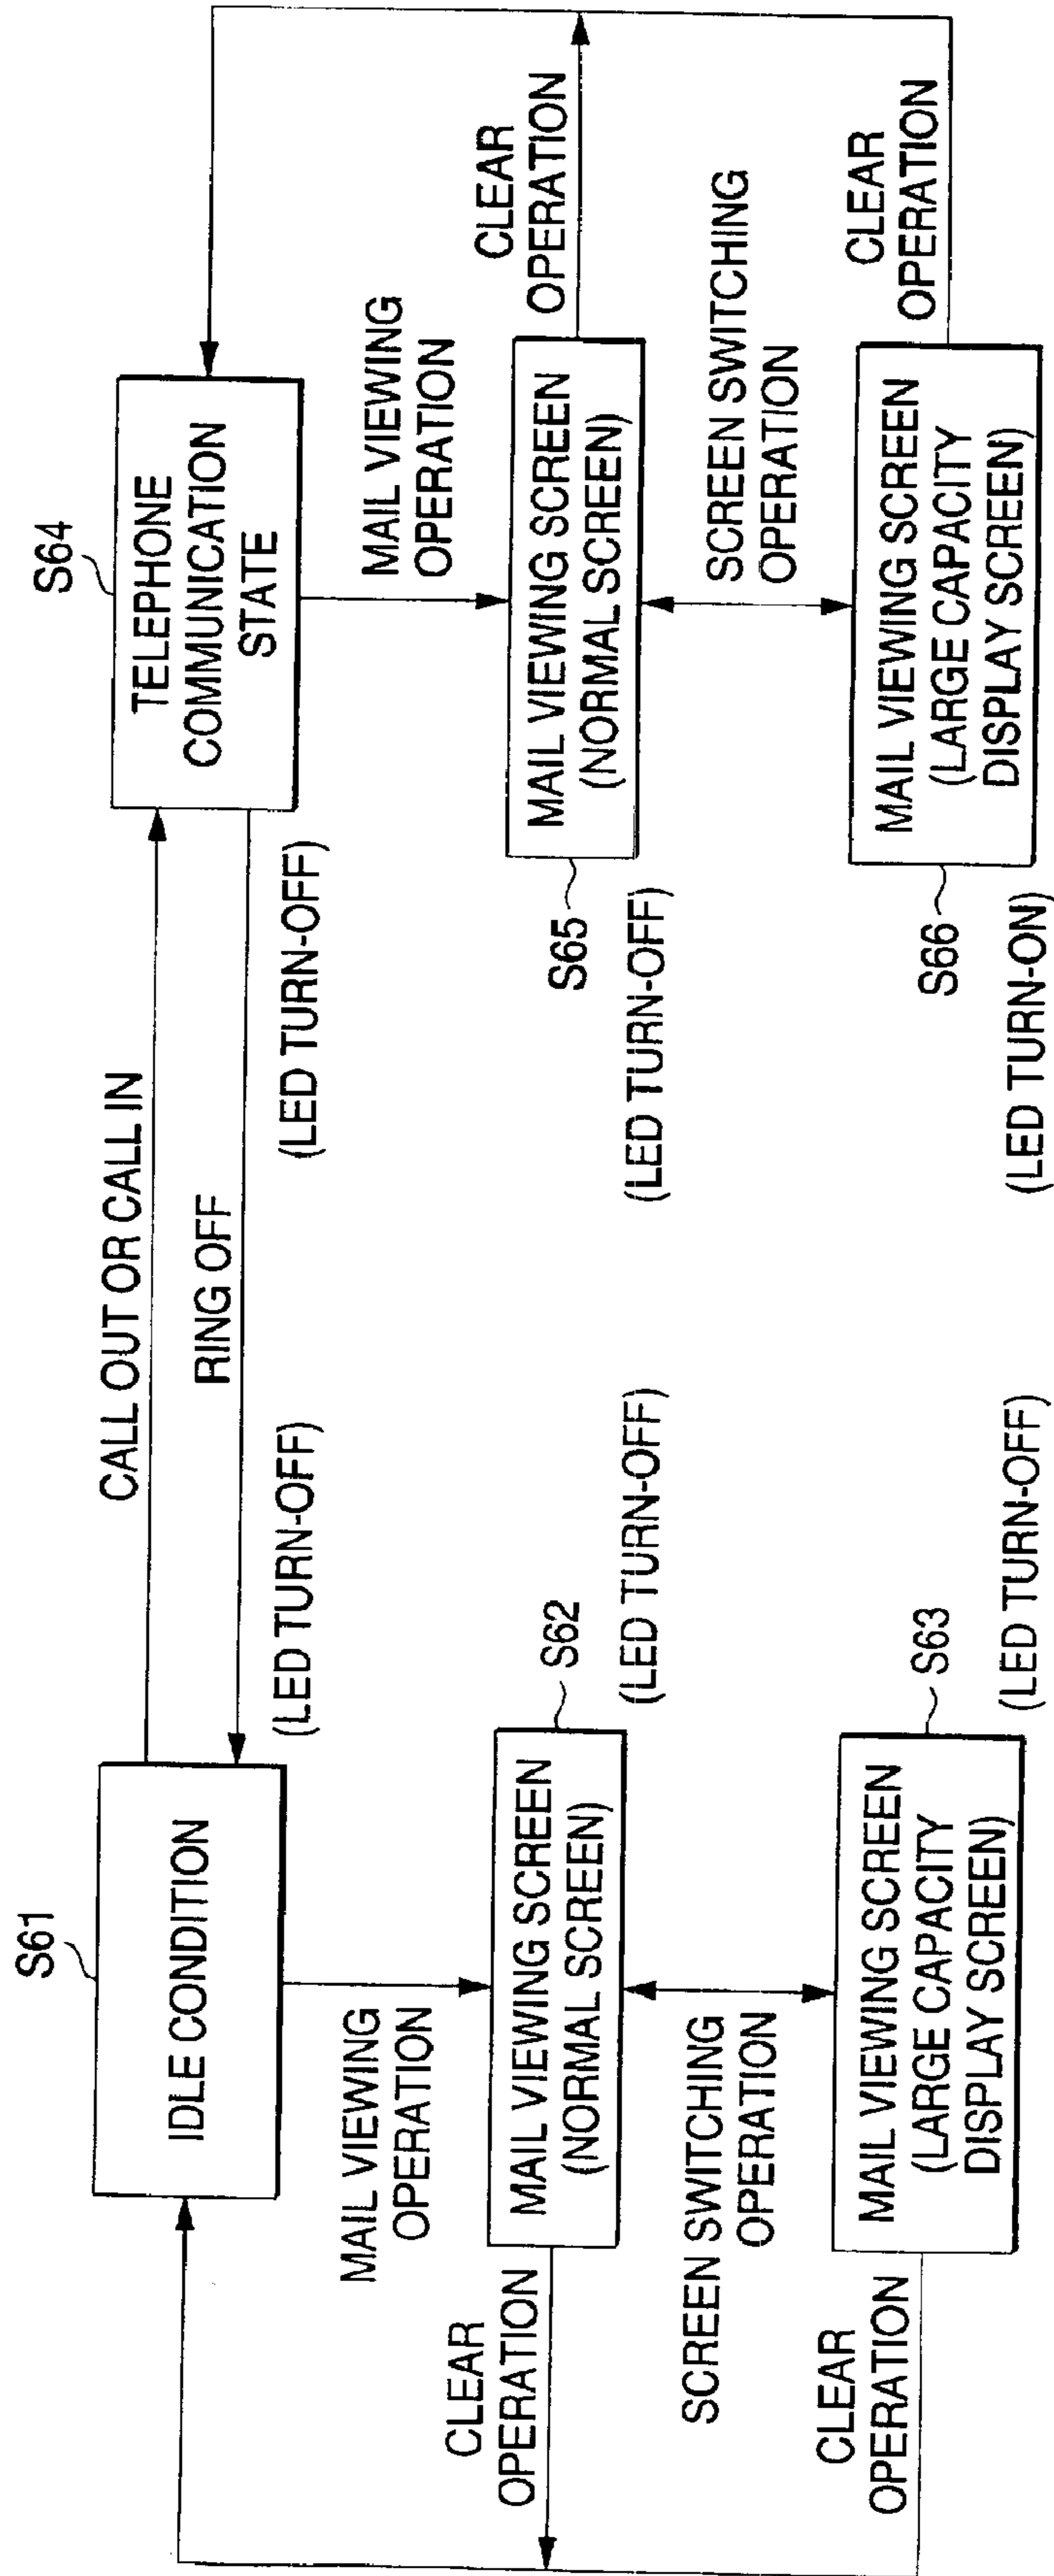 S61
IDLE CONDITION
CALL OUT OR CALL IN
RING OFF
(LED TURN-OFF)
(LED TURN-OFF)
S64
TELEPHONE
COMMUNICATION
STATE
MAIL VIEWING
OPERATION
MAIL VIEWING
OPERATION
CLEAR
OPERATION
MAIL VIEWING SCREEN
(NORMAL SCREEN)
S62
(LED TURN-OFF)
S65
(LED TURN-OFF)
MAIL VIEWING SCREEN
(NORMAL SCREEN)
CLEAR
OPERATION
SCREEN SWITCHING
OPERATION
SCREEN SWITCHING
OPERATION
CLEAR
OPERATION
MAIL VIEWING SCREEN
(LARGE CAPACITY
DISPLAY SCREEN)
S63
(LED TURN-OFF)
S66
(LED TURN-ON)
MAIL VIEWING SCREEN
(LARGE CAPACITY
DISPLAY SCREEN)
CLEAR
OPERATION